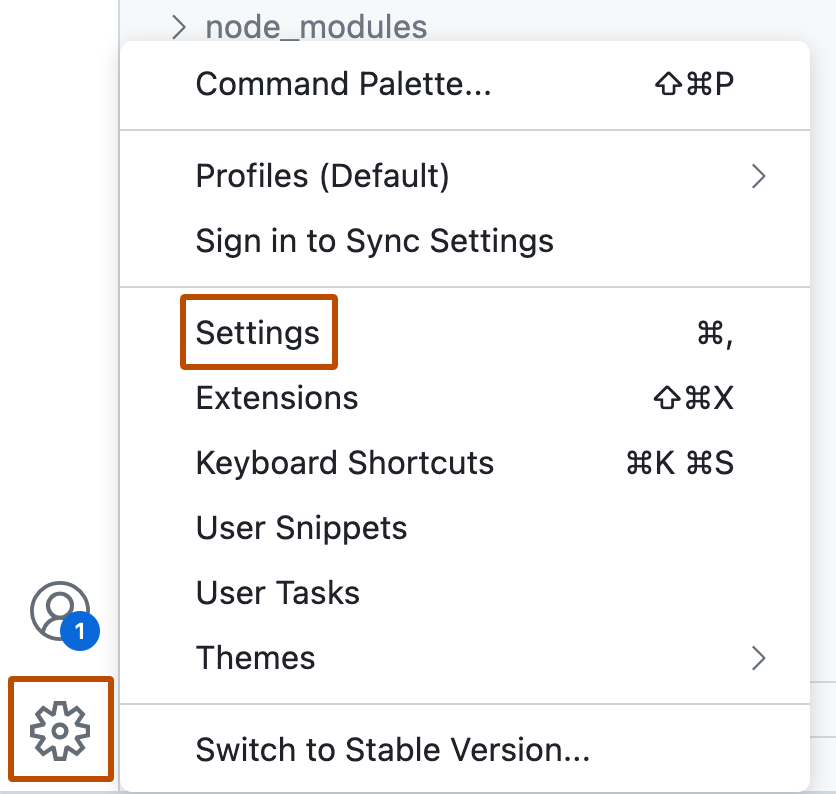 node_modules
Command Palette... ⇧⌘P
Profiles (Default)
Sign in to Sync Settings
Settings ⌘,
Extensions ⇧⌘X
Keyboard Shortcuts ⌘K ⌘S
User Snippets
User Tasks
1
Themes
Switch to Stable Version...